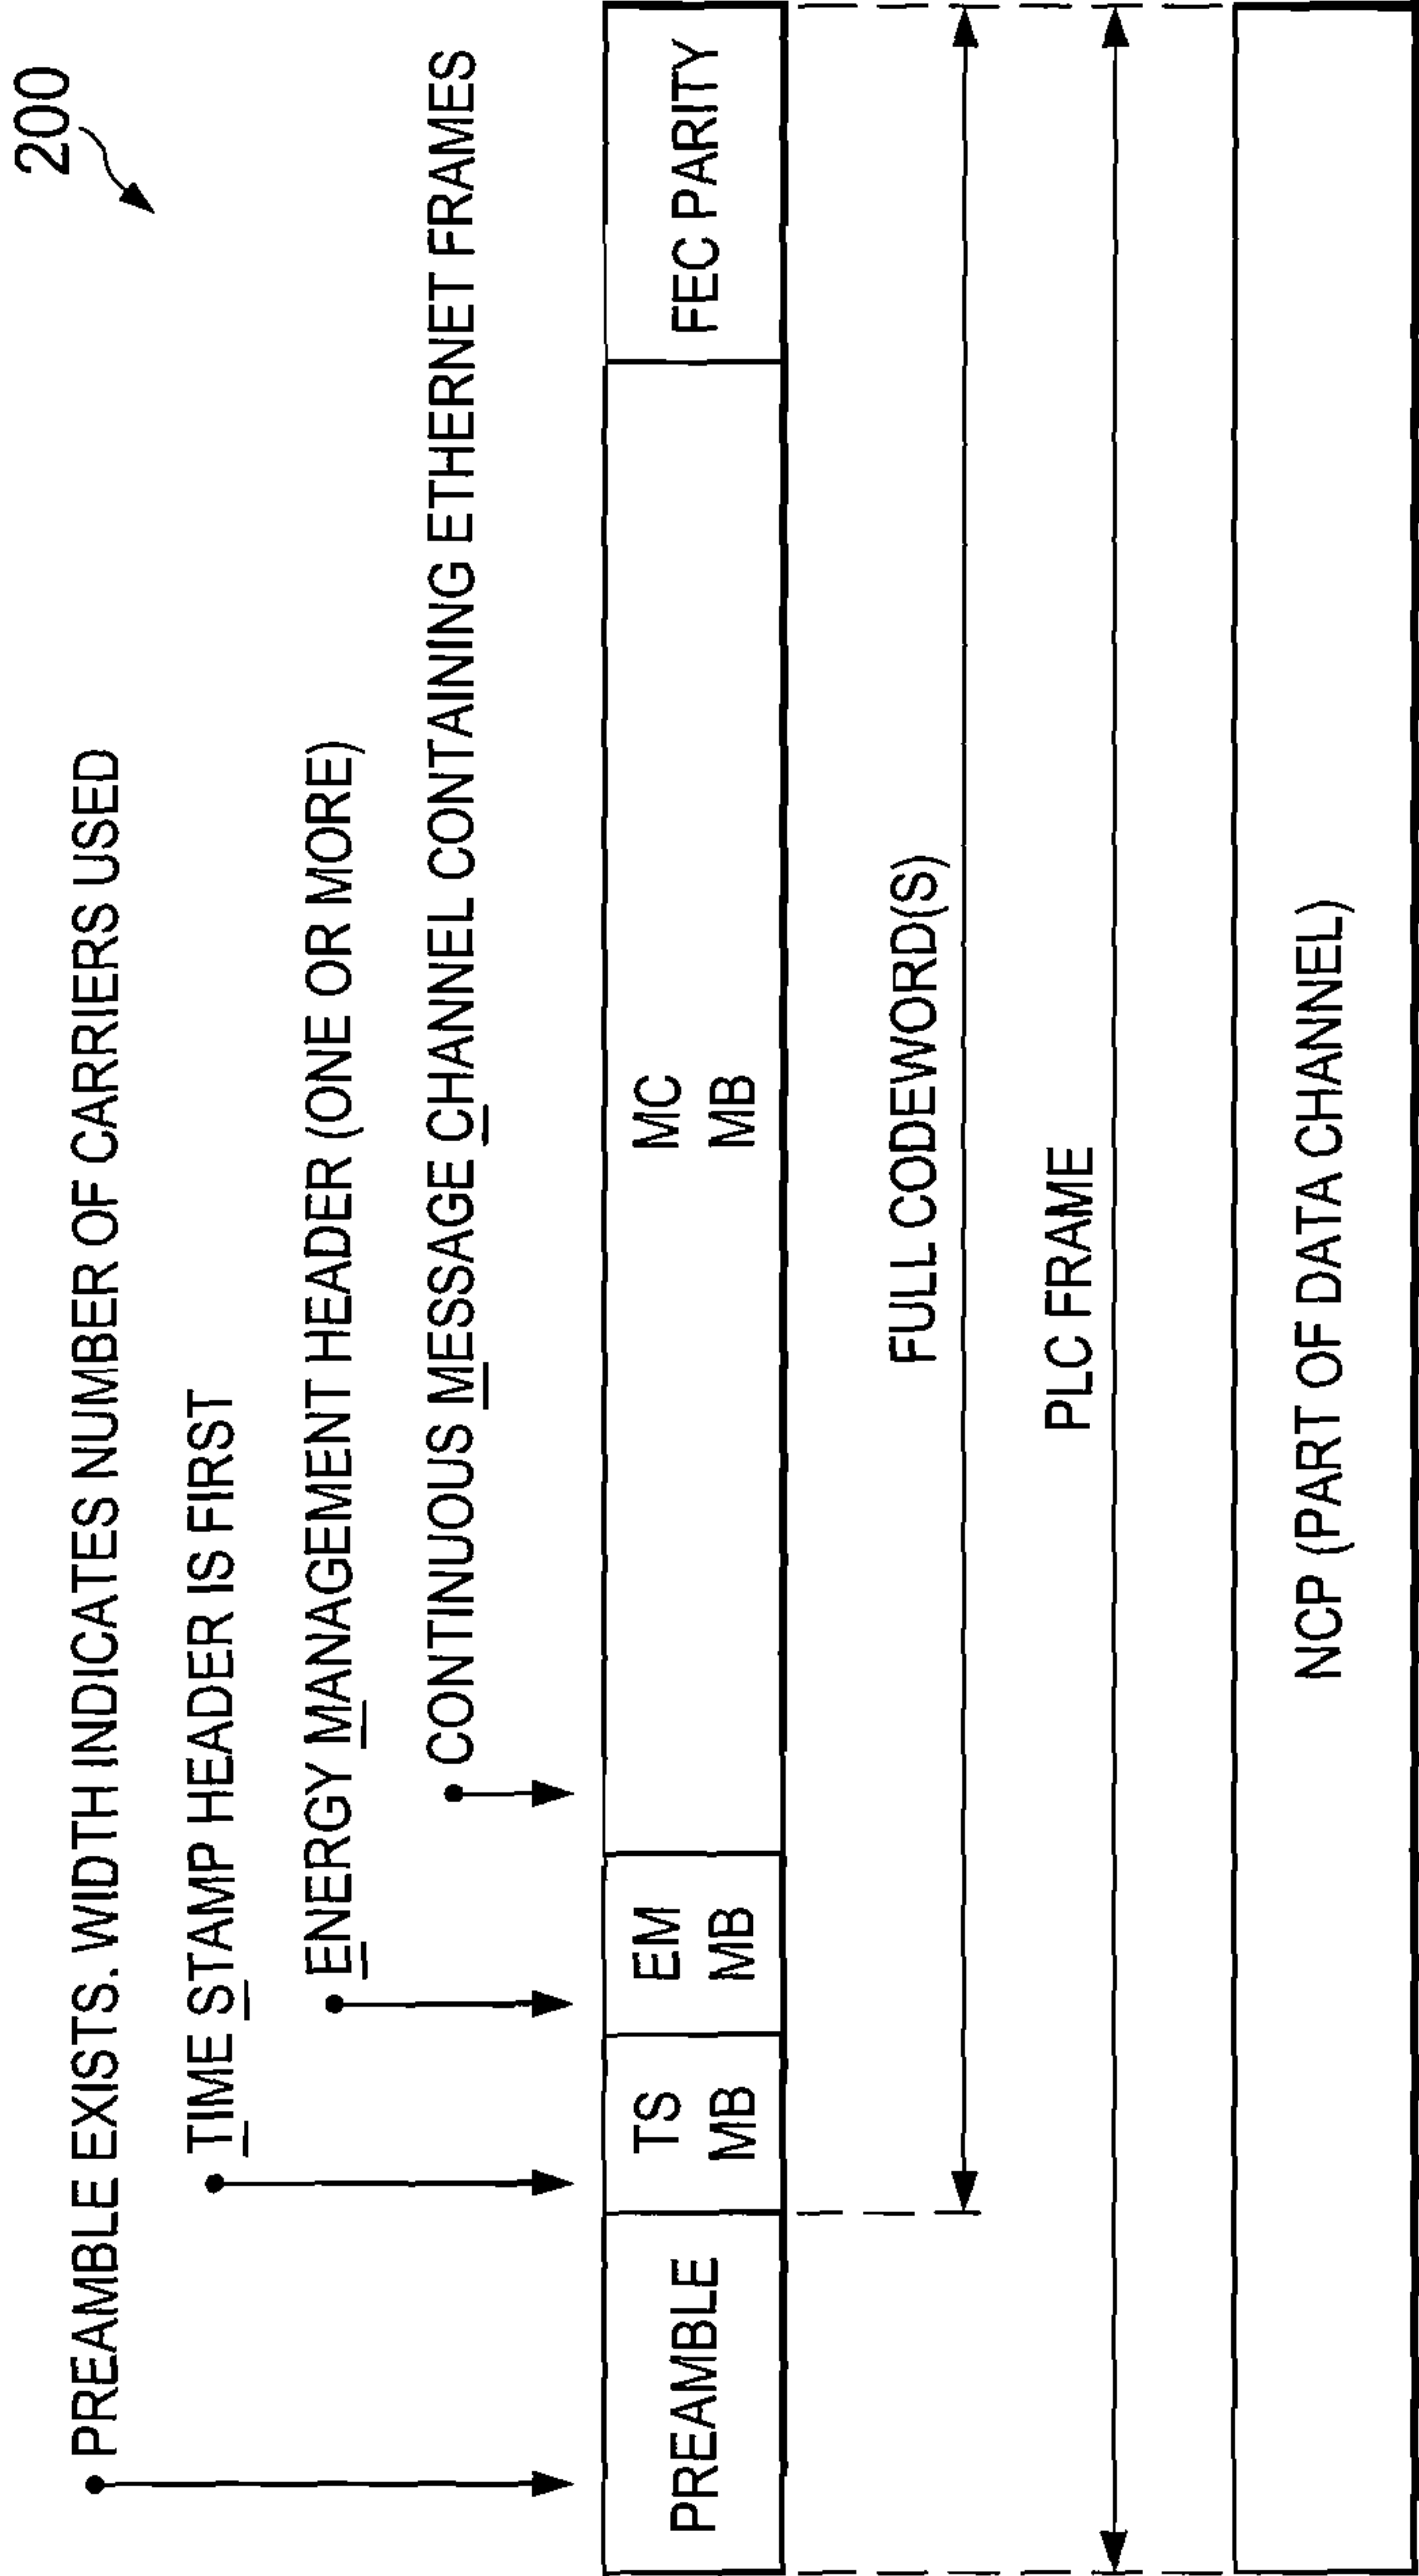 200
PREAMBLE EXISTS. WIDTH INDICATES NUMBER OF CARRIERS USED
TIME STAMP HEADER IS FIRST
ENERGY MANAGEMENT HEADER (ONE OR MORE)
CONTINUOUS MESSAGE CHANNEL CONTAINING ETHERNET FRAMES
PREAMBLE
TS
MB
EM
MB
MC
MB
FEC PARITY
FULL CODEWORD(S)
PLC FRAME
NCP (PART OF DATA CHANNEL)